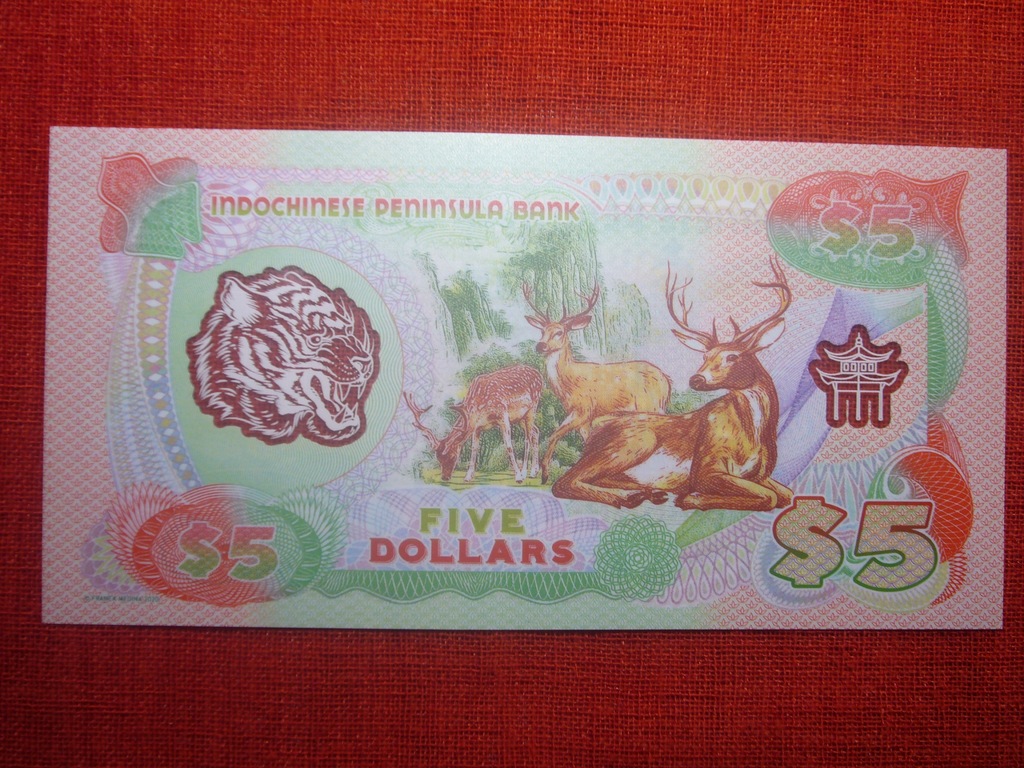 INDOCHINESE PENINSULA BANK
$5
FIVE
DOLLARS
$5
$5